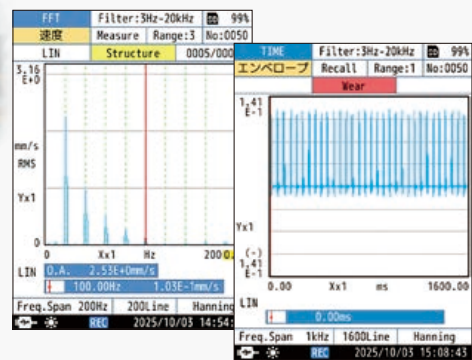 FFT Filter:3Hz-20kHz SD 99%
速度 Measure Range:3 No:0050
LIN Structure 0005/000
3.16
E+0
mm/s
RMS
Yx1
0
0 Xx1 Hz 2000.
LIN O.A. 2.53E+0mm/s
100.00Hz 1.03E-1mm/s
Freq.Span 200Hz 200Line Hanning
REC 2025/10/03 14:54:
TIME Filter:3Hz-20kHz SD 99%
エンベロープ Recall Range:1 No:0050
Wear
1.41
E-1
Yx1
(-)
1.41
E-1
0.00 Xx1 ms 1600.00
LIN
0.00ms
Freq.Span 1kHz 1600Line Hanning
REC 2025/10/03 15:08:43